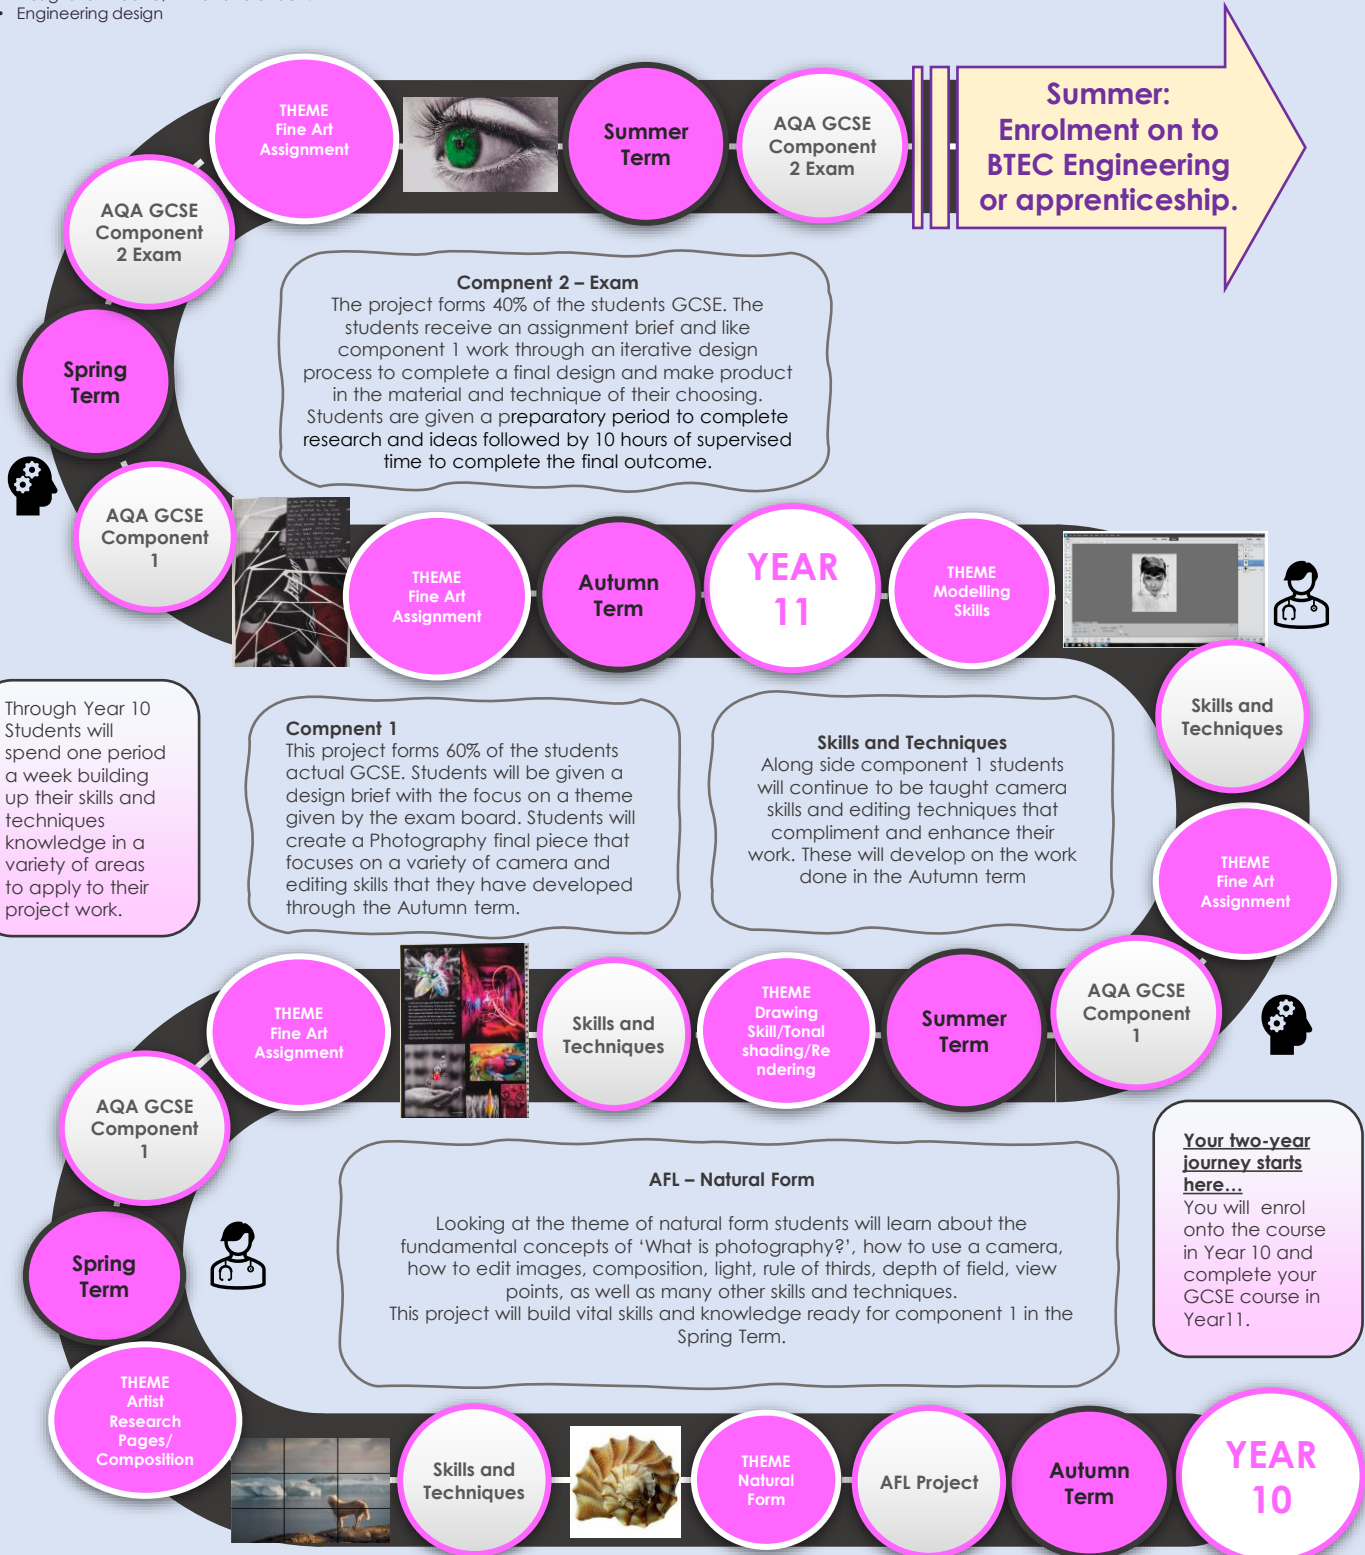 • Engineering design
THEME
Fine Art
Assignment
Summer
Term
AQA GCSE
Component
2 Exam
Summer:
Enrolment on to
BTEC Engineering
or apprenticeship.
AQA GCSE
Component
2 Exam
Spring
Term
Compnent 2 – Exam
The project forms 40% of the students GCSE. The
students receive an assignment brief and like
component 1 work through an iterative design
process to complete a final design and make product
in the material and technique of their choosing.
Students are given a preparatory period to complete
research and ideas followed by 10 hours of supervised
time to complete the final outcome.
AQA GCSE
Component
1
THEME
Fine Art
Assignment
Autumn
Term
YEAR
11
THEME
Modelling
Skills
Skills and
Techniques
Through Year 10
Students will
spend one period
a week building
up their skills and
techniques
knowledge in a
variety of areas
to apply to their
project work.
Compnent 1
This project forms 60% of the students
actual GCSE. Students will be given a
design brief with the focus on a theme
given by the exam board. Students will
create a Photography final piece that
focuses on a variety of camera and
editing skills that they have developed
through the Autumn term.
Skills and Techniques
Along side component 1 students
will continue to be taught camera
skills and editing techniques that
compliment and enhance their
work. These will develop on the work
done in the Autumn term
THEME
Fine Art
Assignment
THEME
Fine Art
Assignment
Skills and
Techniques
THEME
Drawing
Skill/Tonal
shading/Re
ndering
Summer
Term
AQA GCSE
Component
1
AQA GCSE
Component
1
Spring
Term
AFL – Natural Form
Looking at the theme of natural form students will learn about the
fundamental concepts of ‘What is photography?’, how to use a camera,
how to edit images, composition, light, rule of thirds, depth of field, view
points, as well as many other skills and techniques.
This project will build vital skills and knowledge ready for component 1 in the
Spring Term.
Your two-year
journey starts
here…
You will enrol
onto the course
in Year 10 and
complete your
GCSE course in
Year11.
THEME
Artist
Research
Pages/
Composition
Skills and
Techniques
THEME
Natural
Form
AFL Project
Autumn
Term
YEAR
10